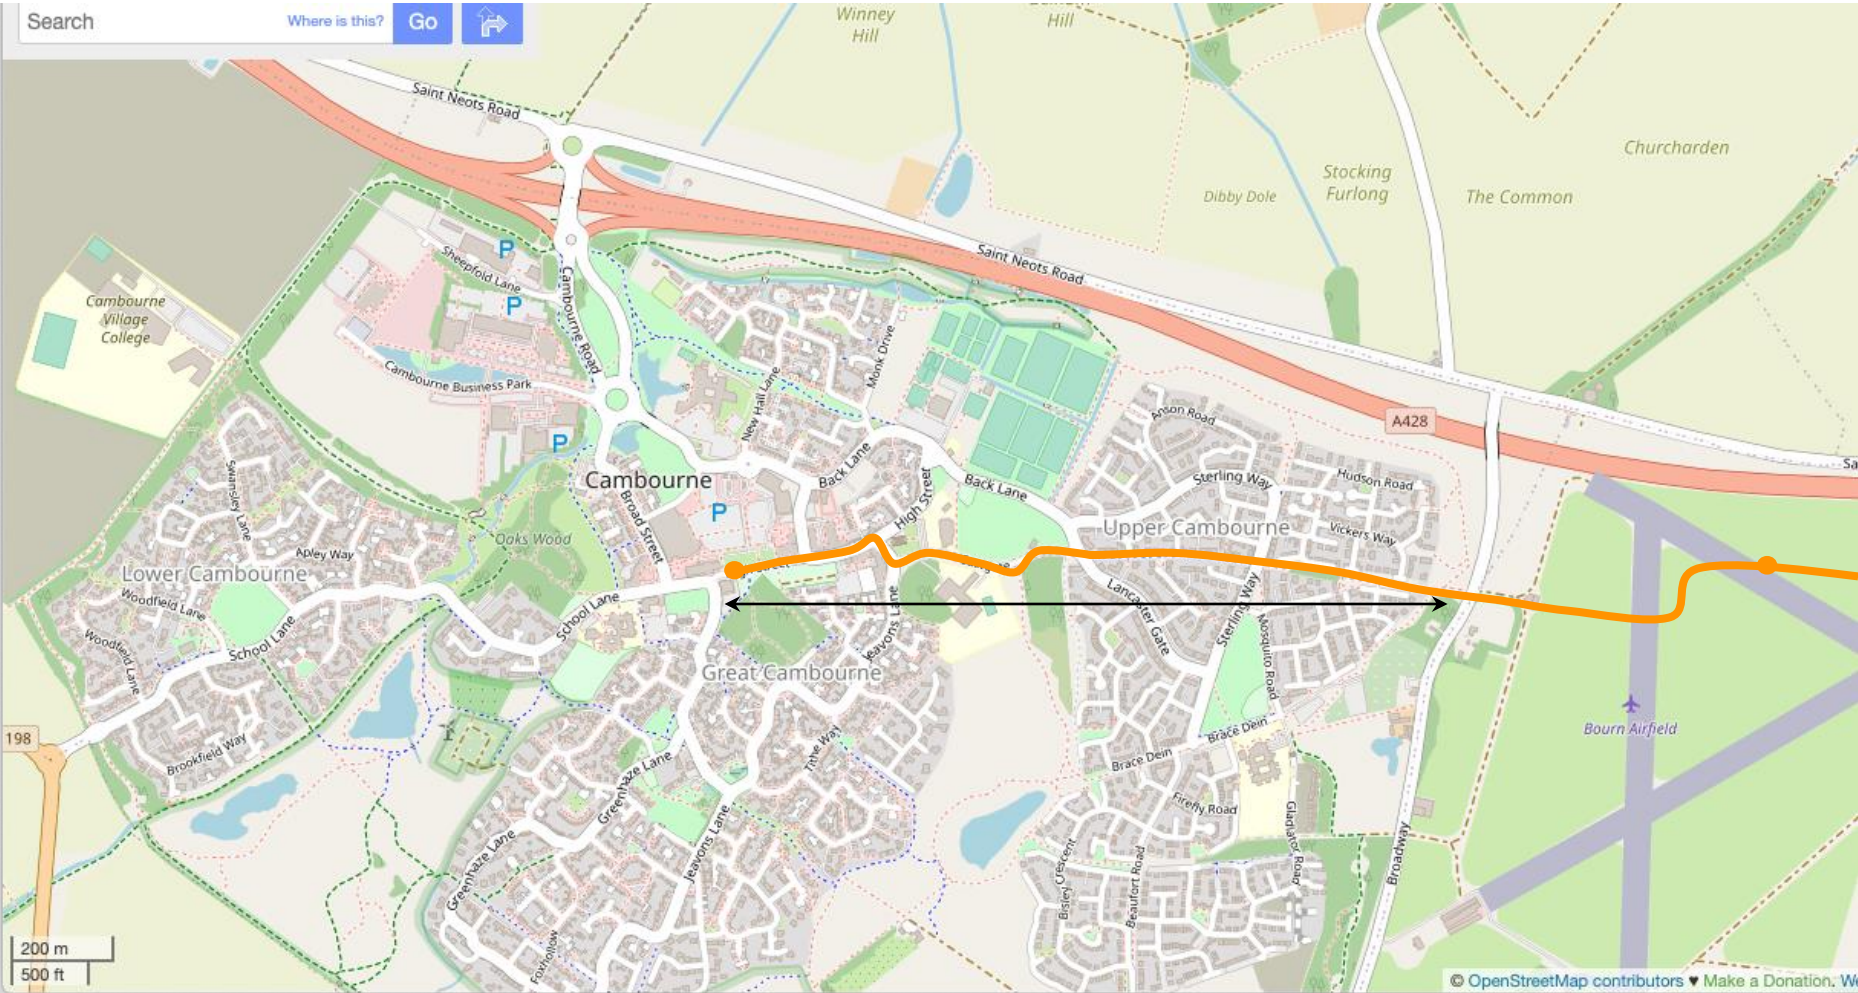 Search
Where is this?
Go
Winney
Hill
Hill
Saint Neots Road
Churcharden
Stocking
Furlong
Dibby Dole
The Common
P
Sheepfold Lane
Saint Neots Road
Cambourne Road
P
Cambourne
Village
College
Monk Drive
Cambourne Business Park
New Hall Lane
Anson Road
A428
P
Back Lane
Sa
Swansley Lane
Cambourne
High Street
Back Lane
Sterling Way
Hudson Road
Broad Street
P
Upper Cambourne
Vickers Way
Oaks Wood
Apley Way
Lower Cambourne
Woodfield Lane
School Lane
Lancaster Gate
Sterling Way
School Lane
Woodfield Lane
Jeavons Lane
Mosquito Road
Great Cambourne
198
Bourn Airfield
Brookfield Way
Tithe Way
Brace Dein
Brace Dein
Greenhaze Lane
Firefly Road
Greenhaze Lane
Jeavons Lane
Gladiator Road
Broadway
Bisley Crescent
Beaufort Road
Foxhollow
200 m
500 ft
© OpenStreetMap contributors ♥ Make a Donation. We